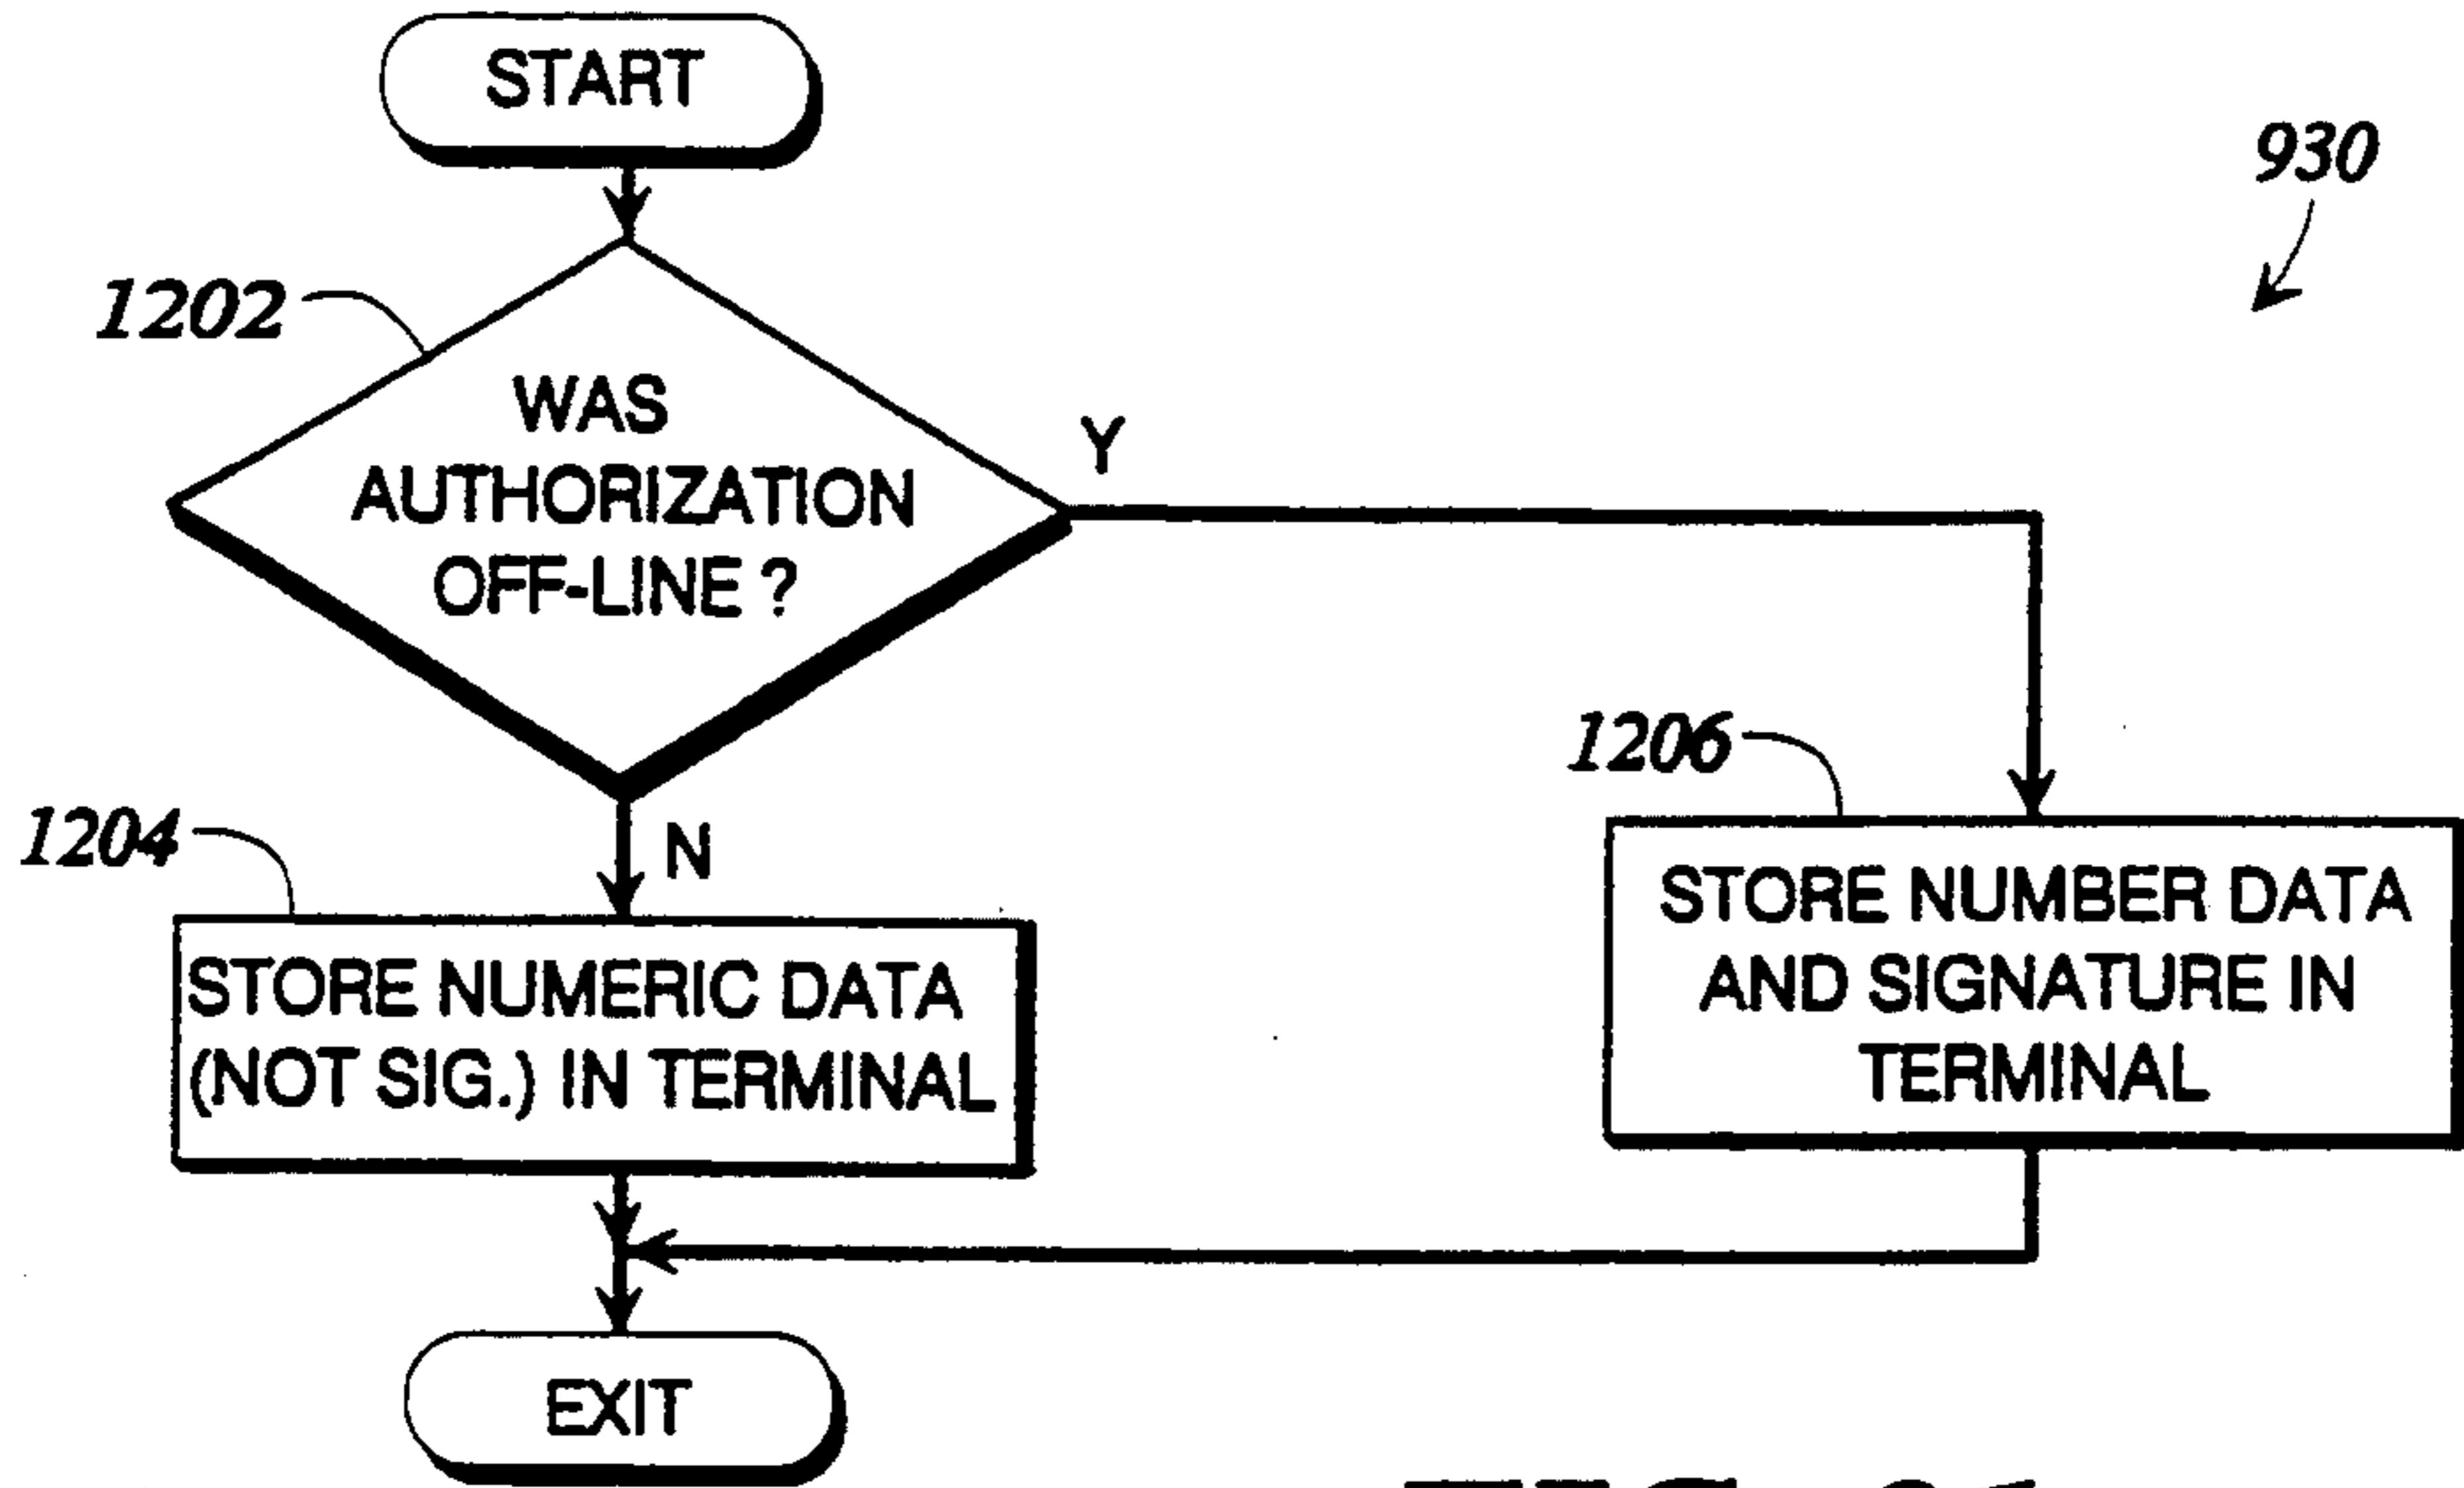 START
930
1202
WAS
AUTHORIZATION
OFF-LINE ?
Y
1206
1204
N
STORE NUMBER DATA
AND SIGNATURE IN
TERMINAL
STORE NUMERIC DATA
(NOT SIG.) IN TERMINAL
EXIT